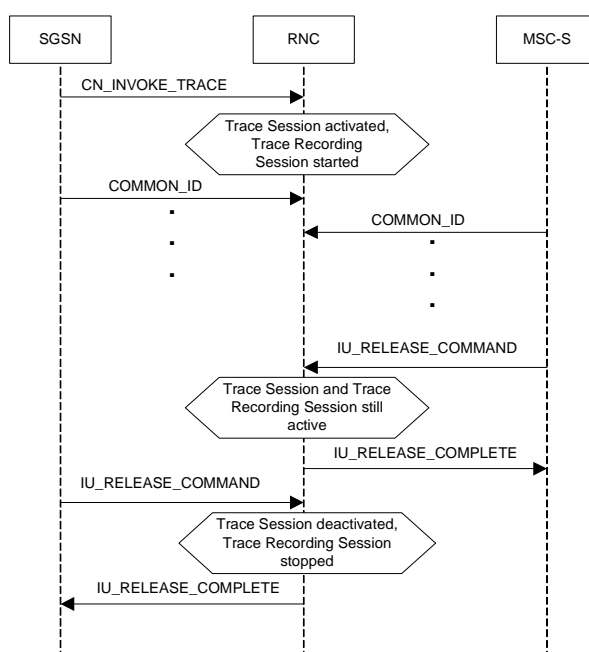 SGSN
RNC
MSC-S
CN_INVOKE_TRACE
Trace Session activated,
Trace Recording
Session started
COMMON_ID
COMMON_ID
IU_RELEASE_COMMAND
Trace Session and Trace
Recording Session still
active
IU_RELEASE_COMPLETE
IU_RELEASE_COMMAND
Trace Session deactivated,
Trace Recording Session
stopped
IU_RELEASE_COMPLETE